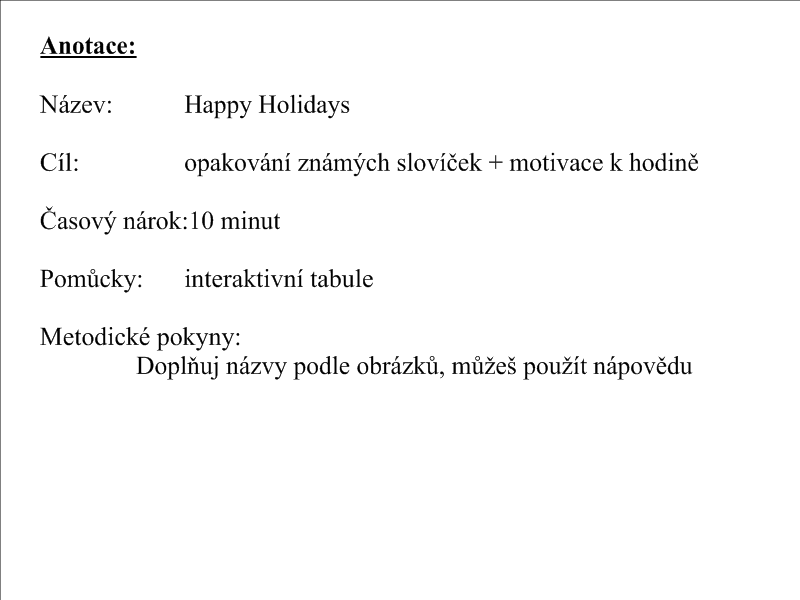 Anotace:
Název: Happy Holidays
Cíl: opakování známých slovíček + motivace k hodině
Časový nárok:10 minut
Pomůcky: interaktivní tabule
Metodické pokyny:
Doplňuj názvy podle obrázků, můžeš použít nápovědu